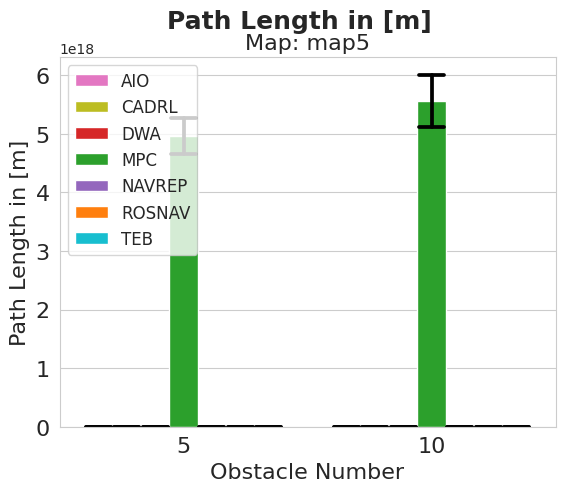 Path Length in [m]
Map: map5
1e18
6
5
4
3
2
1
0
Path Length in [m]
AIO
CADRL
DWA
MPC
NAVREP
ROSNAV
TEB
5
10
Obstacle Number